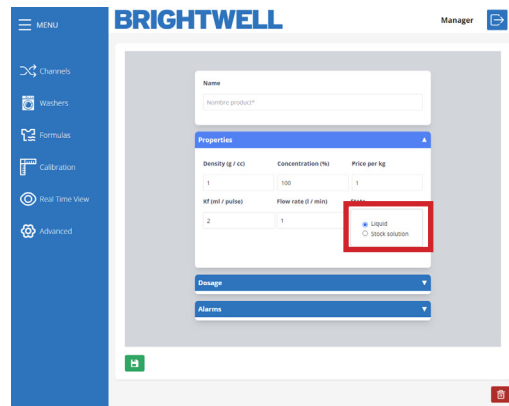 MENU
BRIGHTWELL
Manager
Channels
Washers
Formulas
Calibration
Real Time View
Advanced
Name
Nombre product*
Properties
Density (g / cc) Concentration (%) Price per kg
1 100 1
Kf (ml / pulse) Flow rate (l / min) State
2 1
Liquid
Stock solution
Dosage
Alarms